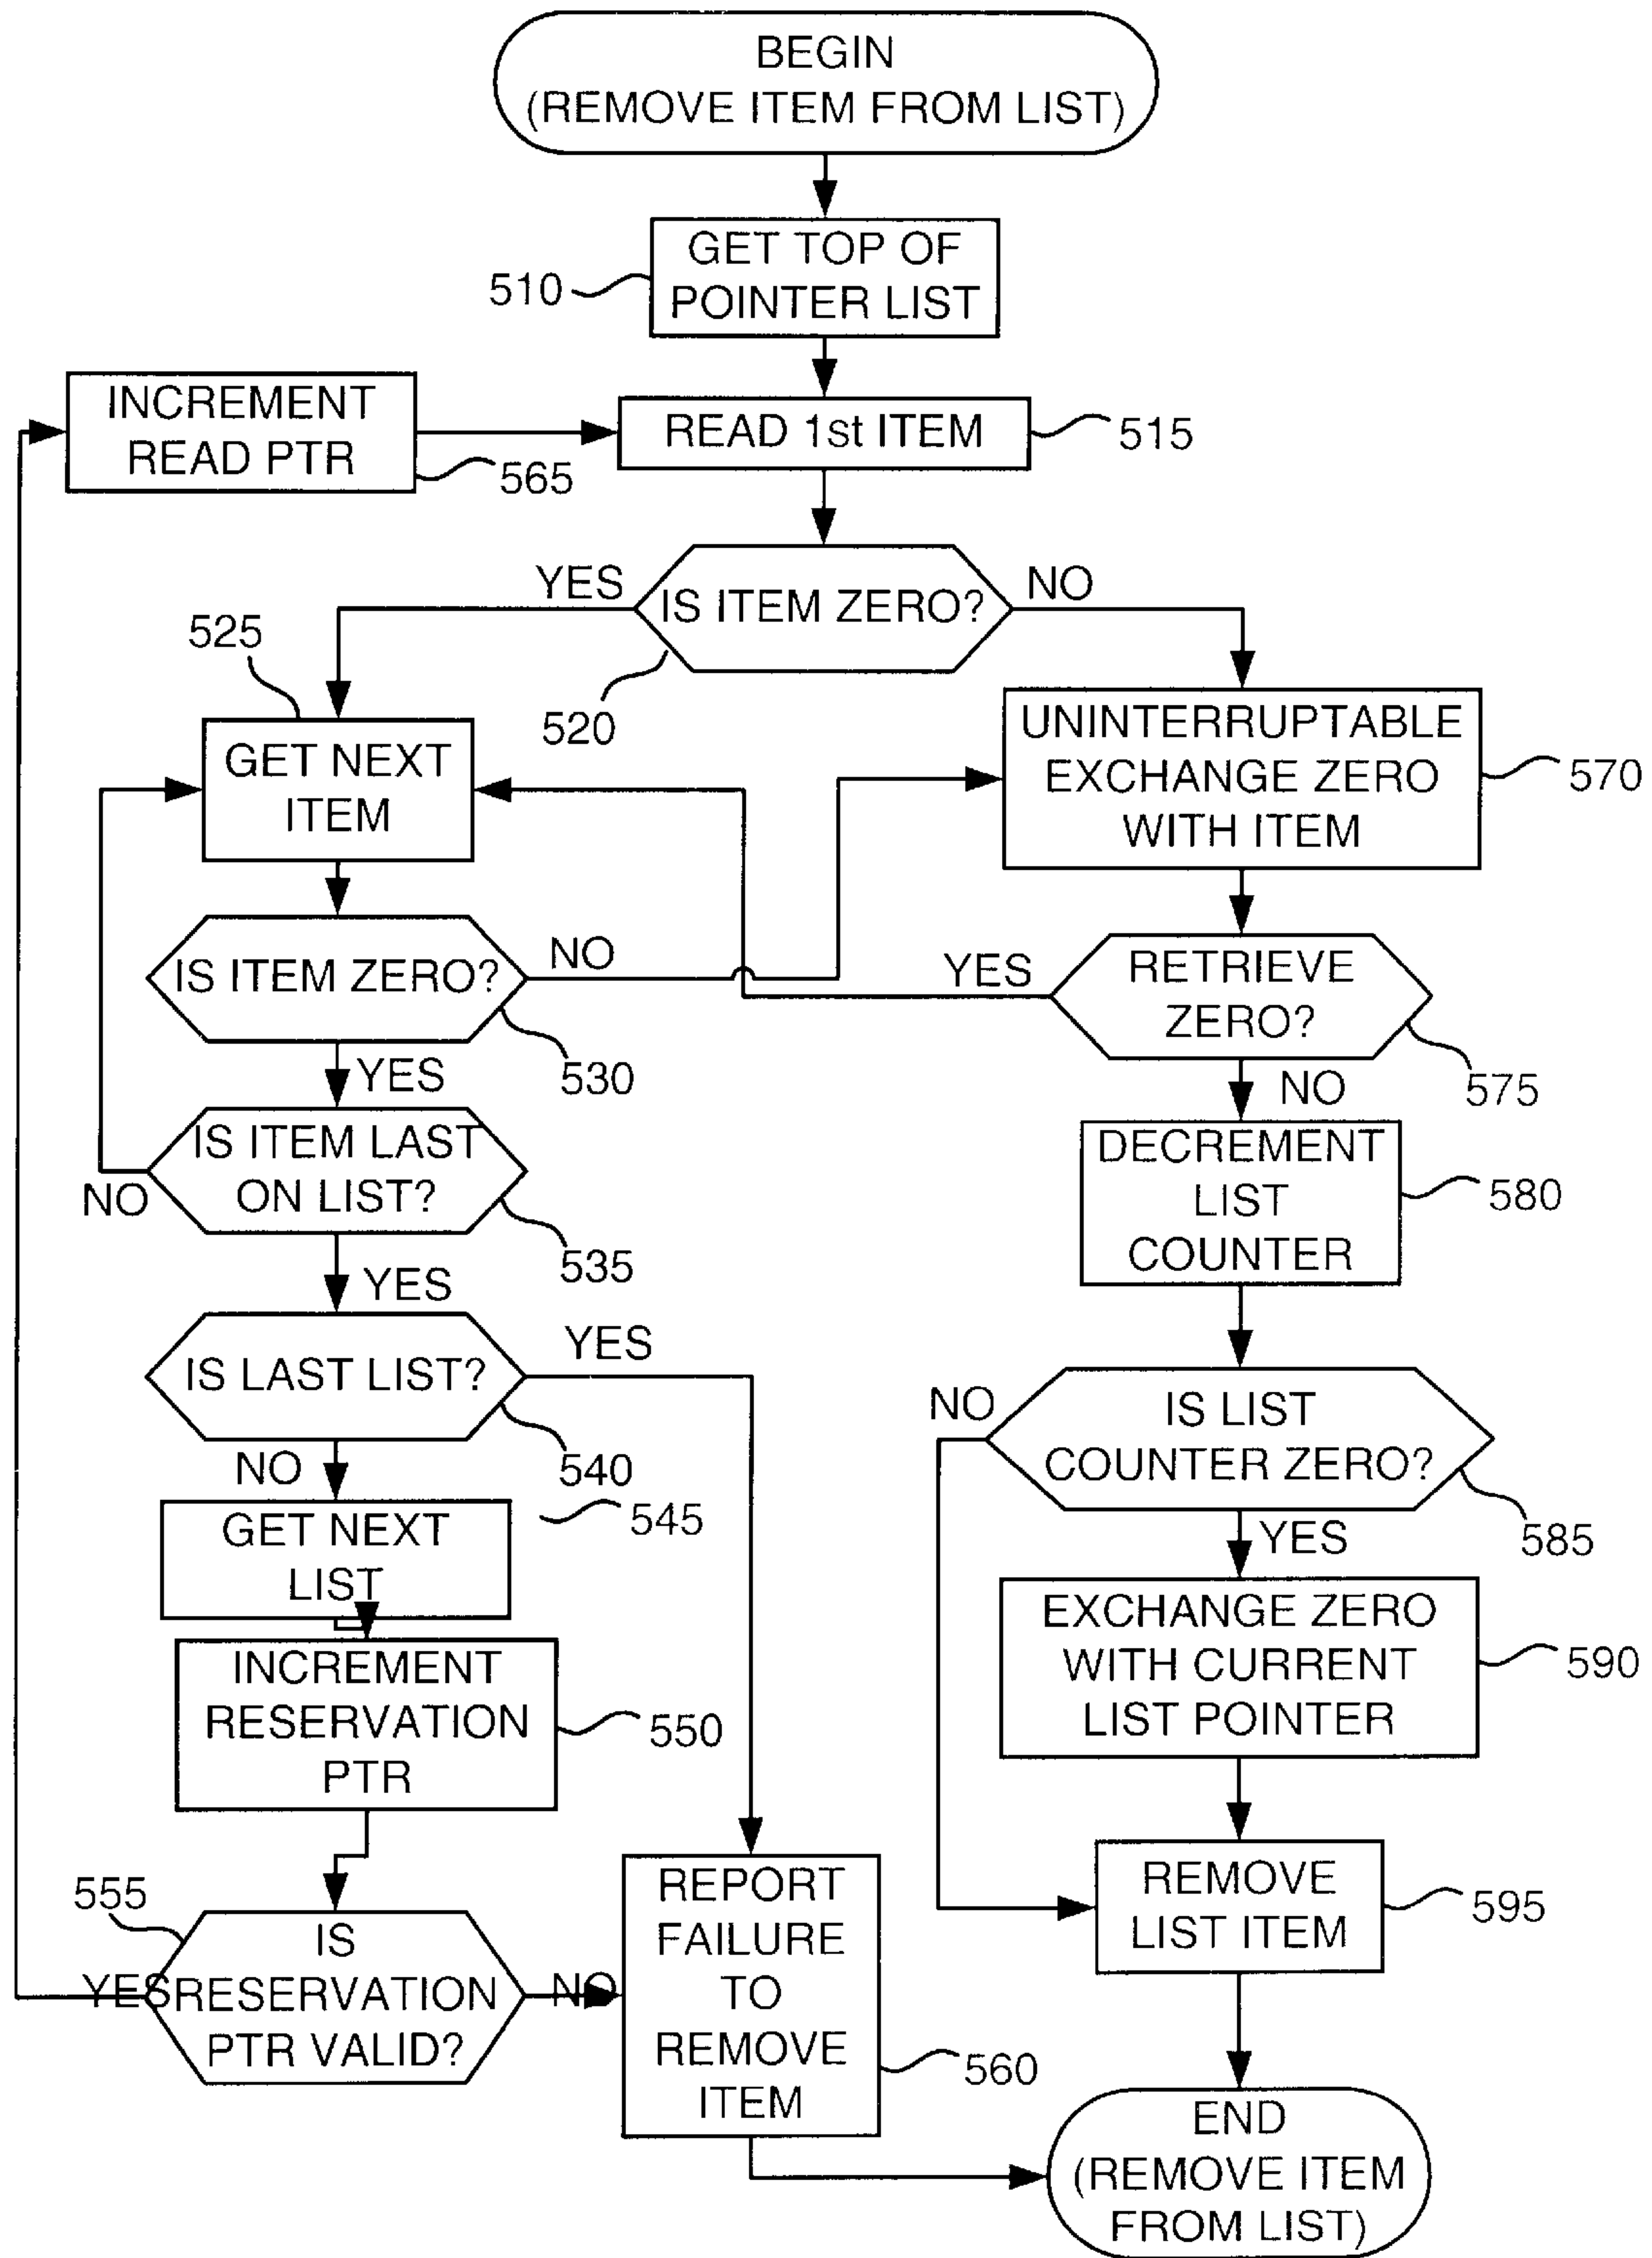 BEGIN
(REMOVE ITEM FROM LIST)
GET TOP OF
POINTER LIST
510
INCREMENT
READ PTR
565
READ 1st ITEM
515
YES
IS ITEM ZERO?
NO
520
525
GET NEXT
ITEM
UNINTERRUPTABLE
EXCHANGE ZERO
WITH ITEM
570
IS ITEM ZERO?
NO
530
YES
YES
RETRIEVE
ZERO?
575
NO
IS ITEM LAST
ON LIST?
NO
535
YES
DECREMENT
LIST
COUNTER
580
IS LAST LIST?
YES
540
NO
NO
IS LIST
COUNTER ZERO?
585
YES
GET NEXT
LIST
545
INCREMENT
RESERVATION
PTR
550
EXCHANGE ZERO
WITH CURRENT
LIST POINTER
590
555
IS
RESERVATION
PTR VALID?
YES
NO
REPORT
FAILURE
TO
REMOVE
ITEM
560
REMOVE
LIST ITEM
595
END
(REMOVE ITEM
FROM LIST)